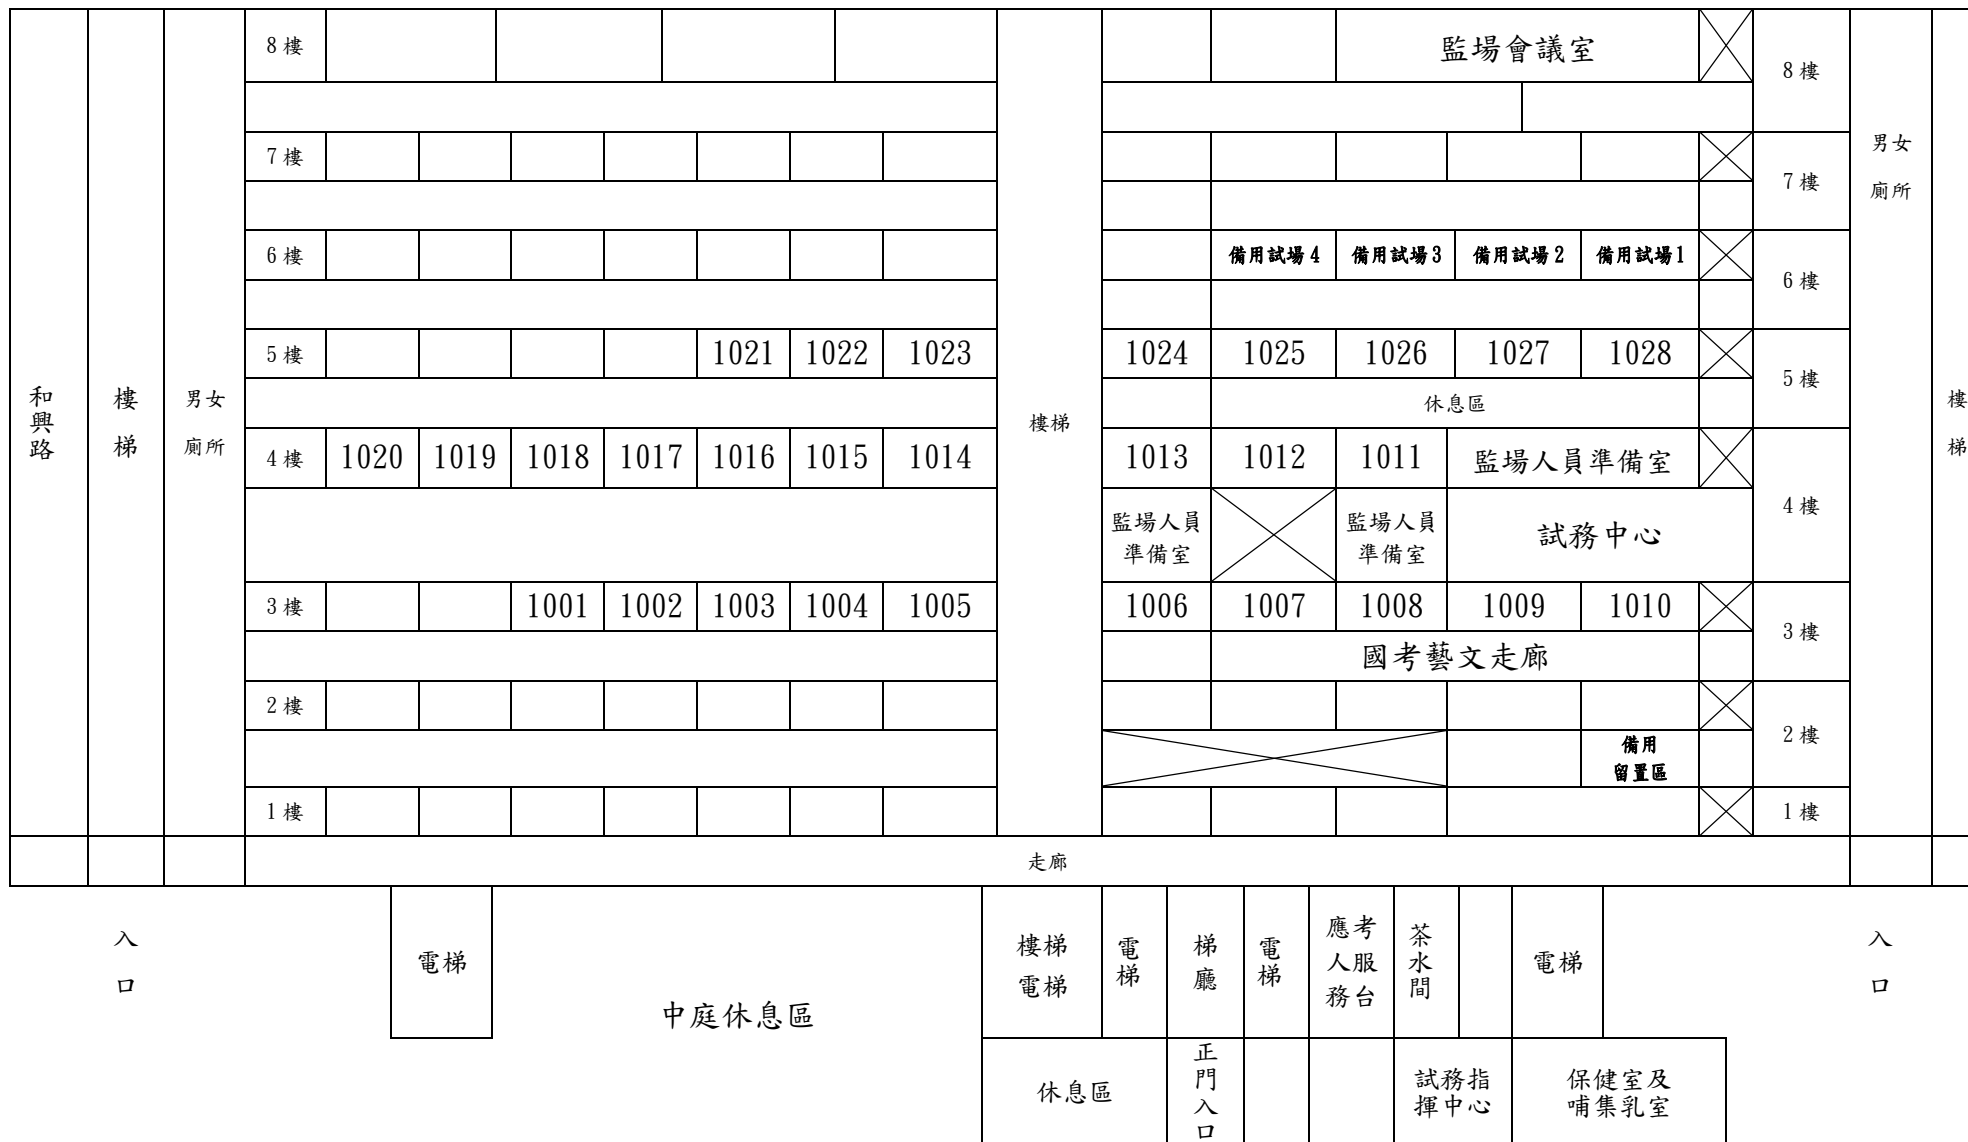 8樓
監場會議室
8樓
7樓
男女
廁所
7樓
6樓
備用試場4
備用試場3
備用試場2
備用試場1
6樓
和興路
樓梯
男女
廁所
5樓
1021
1022
1023
樓梯
1024
1025
1026
1027
1028
5樓
樓梯
休息區
4樓
1020
1019
1018
1017
1016
1015
1014
1013
1012
1011
監場人員準備室
4樓
監場人員
準備室
監場人員
準備室
試務中心
3樓
1001
1002
1003
1004
1005
1006
1007
1008
1009
1010
3樓
國考藝文走廊
2樓
2樓
備用
留置區
1樓
1樓
走廊
入口
電梯
中庭休息區
樓梯
電梯
電梯
梯廳
電梯
應考
人服
務台
茶水間
電梯
入口
休息區
正門入口
試務指
揮中心
保健室及
哺集乳室